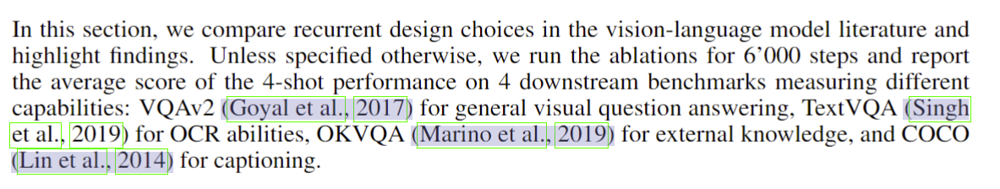 In this section, we compare recurrent design choices in the vision-language model literature and
highlight findings. Unless specified otherwise, we run the ablations for 6’000 steps and report
the average score of the 4-shot performance on 4 downstream benchmarks measuring different
capabilities: VQAv2 (Goyal et al., 2017) for general visual question answering, TextVQA (Singh
et al., 2019) for OCR abilities, OKVQA (Marino et al., 2019) for external knowledge, and COCO
(Lin et al., 2014) for captioning.